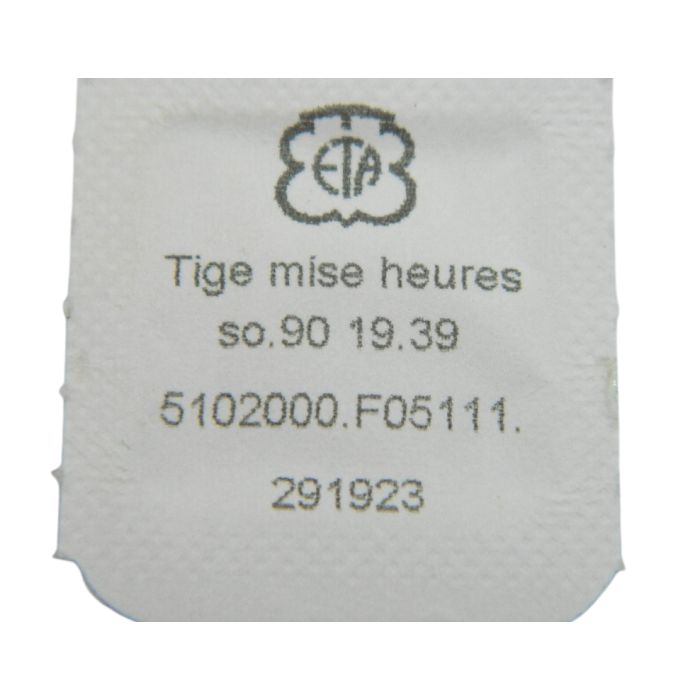 ETA
Tige mise heures
so.90 19.39
5102000.F05111.
291923